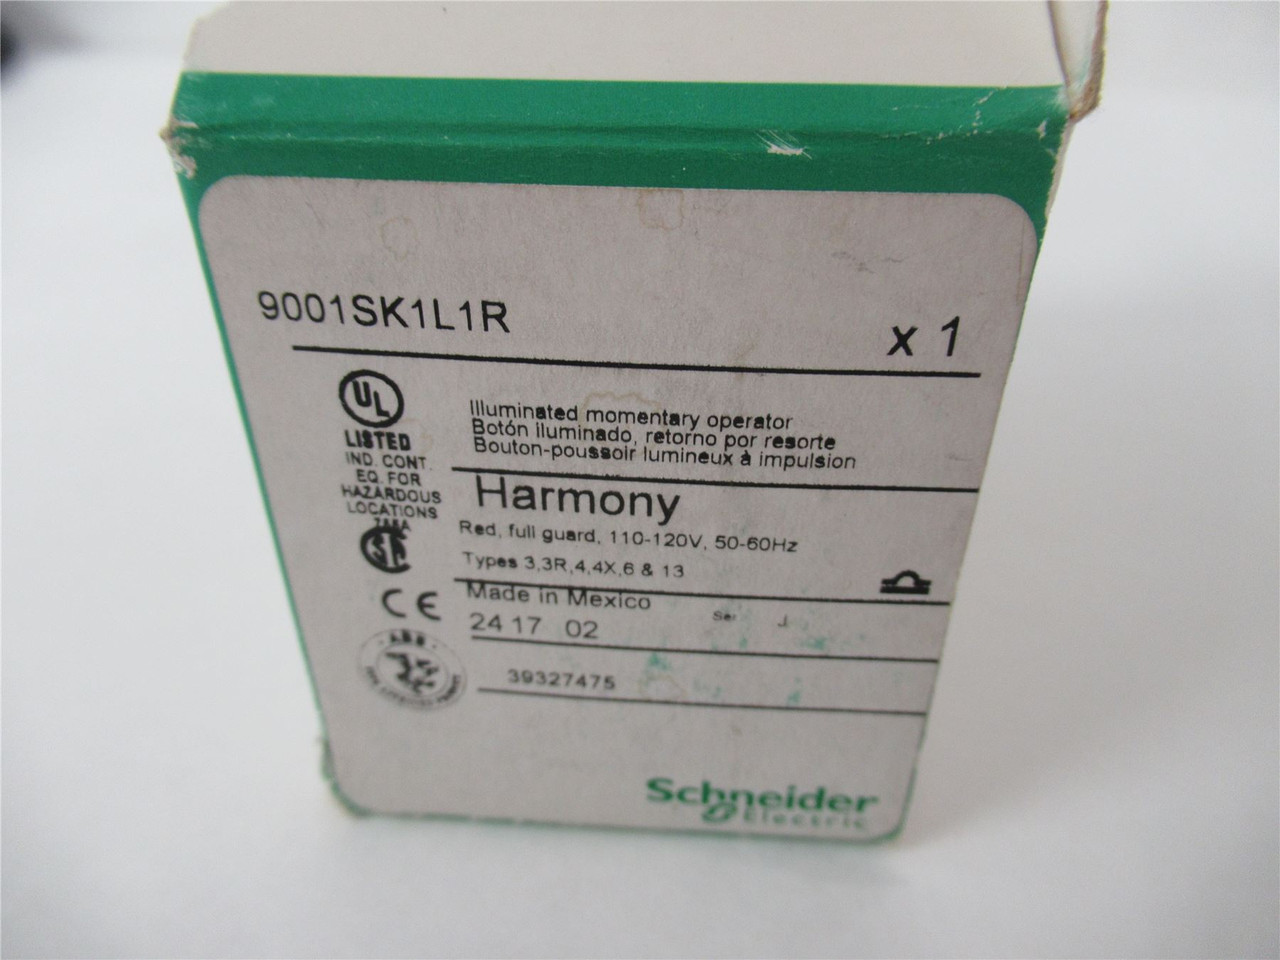 9001SK1L1R
x 1
UL
LISTED
IND. CONT.
EQ. FOR
HAZARDOUS
LOCATIONS
Illuminated momentary operator
Botón iluminado, retorno por resorte
Bouton-poussoir lumineux à impulsion
Harmony
Red, full guard, 110-120V, 50-60Hz
Types 3,3R,4,4X,6 & 13
Made in Mexico
24 17 02
Ser J
CE
39327475
Schneider
Electric